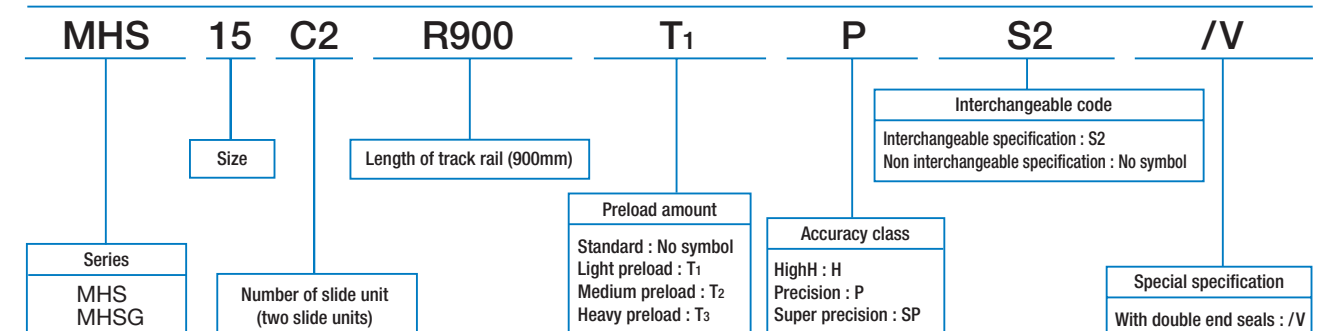 MHS 15 C2 R900 T1 P S2 /V
Interchangeable code
Interchangeable specification : S2
Non interchangeable specification : No symbol
Size
Length of track rail (900mm)
Preload amount
Standard : No symbol
Light preload : T1
Medium preload : T2
Heavy preload : T3
Accuracy class
HighH : H
Precision : P
Super precision : SP
Series
MHS
MHSG
Number of slide unit
(two slide units)
Special specification
With double end seals : /V